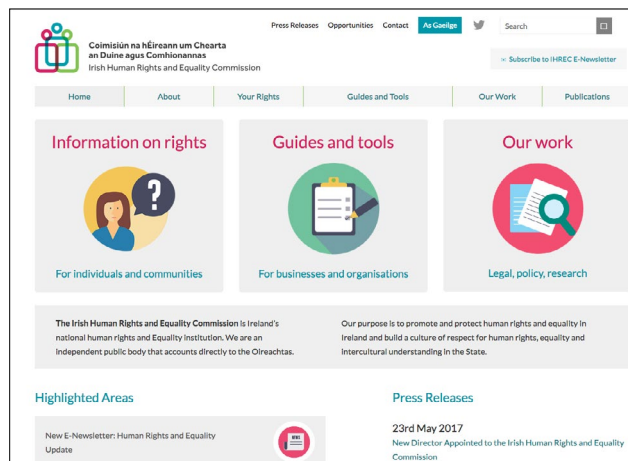 Press Releases Opportunities Contact As Gaeilge Search
Coimisiún na hÉireann um Chearta
an Duine agus Comhionannas
Irish Human Rights and Equality Commission
Subscribe to IHREC E-Newsletter
Home About Your Rights Guides and Tools Our Work Publications
Information on rights
?
For individuals and communities
Guides and tools
For businesses and organisations
Our work
Legal, policy, research
The Irish Human Rights and Equality Commission is Ireland's
national human rights and Equality institution. We are an
independent public body that accounts directly to the Oireachtas.
Our purpose is to promote and protect human rights and equality in
Ireland and build a culture of respect for human rights, equality and
intercultural understanding in the State.
Highlighted Areas
New E-Newsletter: Human Rights and Equality
Update
Press Releases
23rd May 2017
New Director Appointed to the Irish Human Rights and Equality
Commission